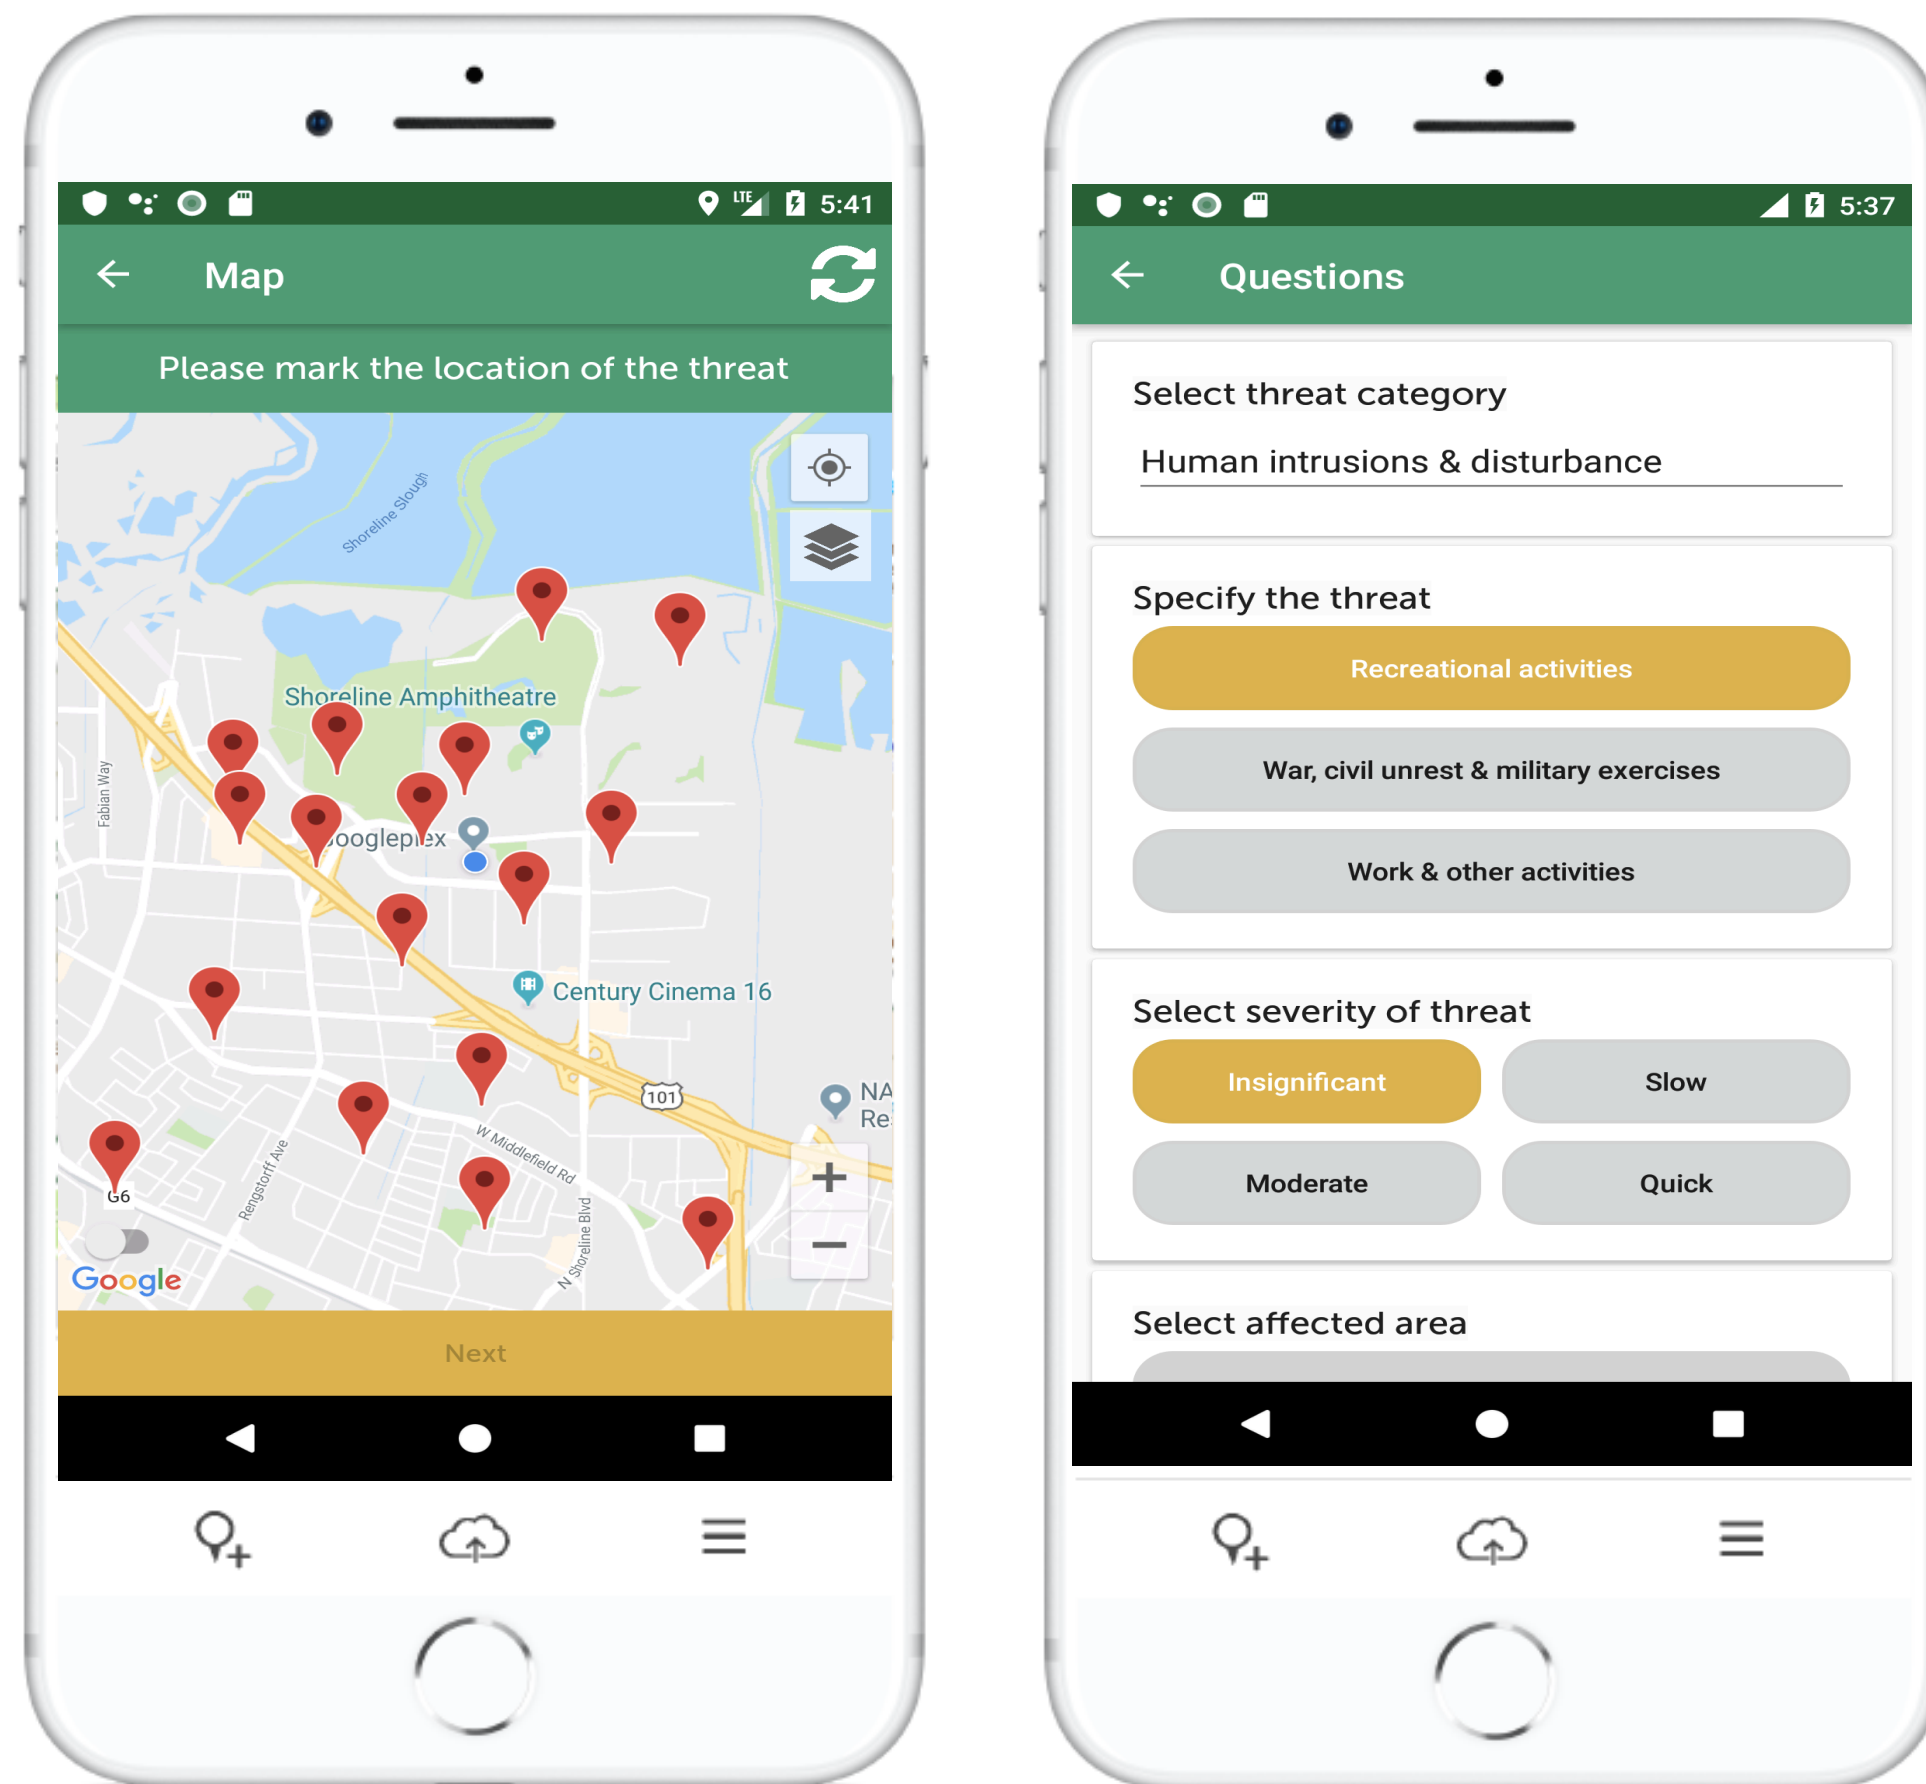 LTE 5:41
Map
Please mark the location of the threat
Shoreline Slough
Shoreline Amphitheatre
Fabian Way
Century Cinema 16
101
NA
Re
W Middlefield Rd
Rengstorff Ave
G6
N Shoreline Blvd
Google
Next
5:37
Questions
Select threat category
Human intrusions & disturbance
Specify the threat
Recreational activities
War, civil unrest & military exercises
Work & other activities
Select severity of threat
Insignificant
Slow
Moderate
Quick
Select affected area